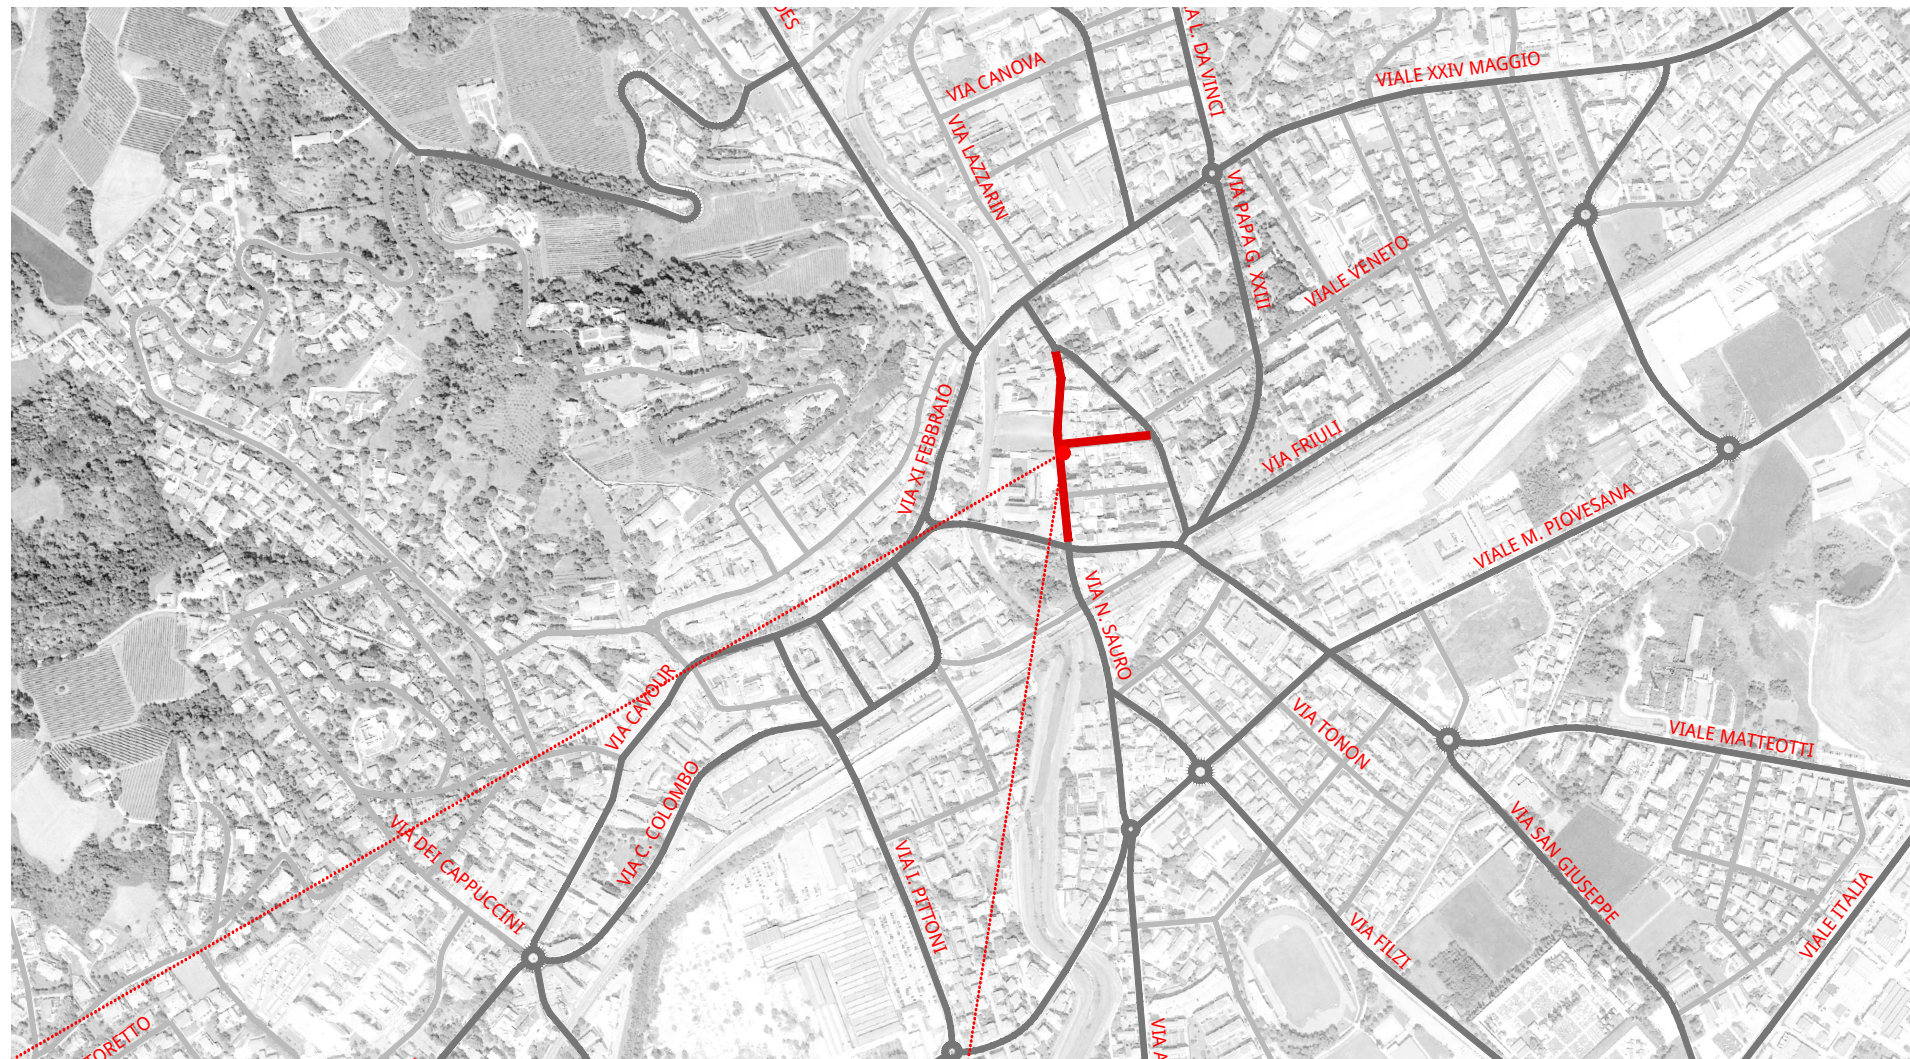 VIA CANOVA
A L. DA VINCI
VIALE XXIV MAGGIO
VIA LAZZARIN
VIA PAPA G. XXIII
VIALE VENETO
VIA XI FEBBRAIO
VIA FRIULI
VIALE M. PIOVESANA
VIA N. SAURO
VIA CAVOUR
VIA TONON
VIALE MATTEOTTI
VIA C. COLOMBO
VIA DEI CAPPUCCINI
VIA I. PITTONI
VIA SAN GIUSEPPE
VIA FILZI
VIALE ITALIA
TORETTO
VIA A
DES